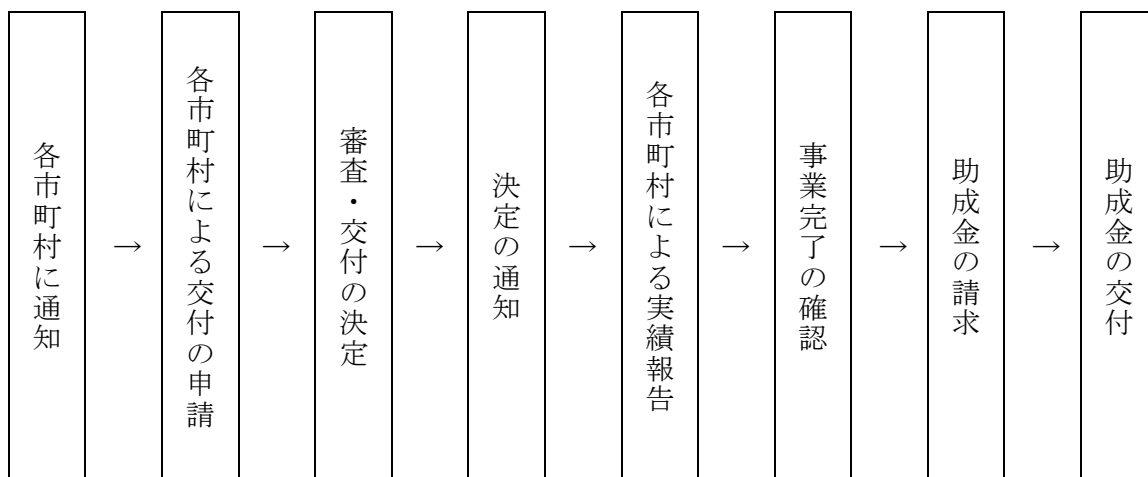 各市町村に通知
→
各市町村による交付の申請
→
審査・交付の決定
→
決定の通知
→
各市町村による実績報告
→
事業完了の確認
→
助成金の請求
→
助成金の交付